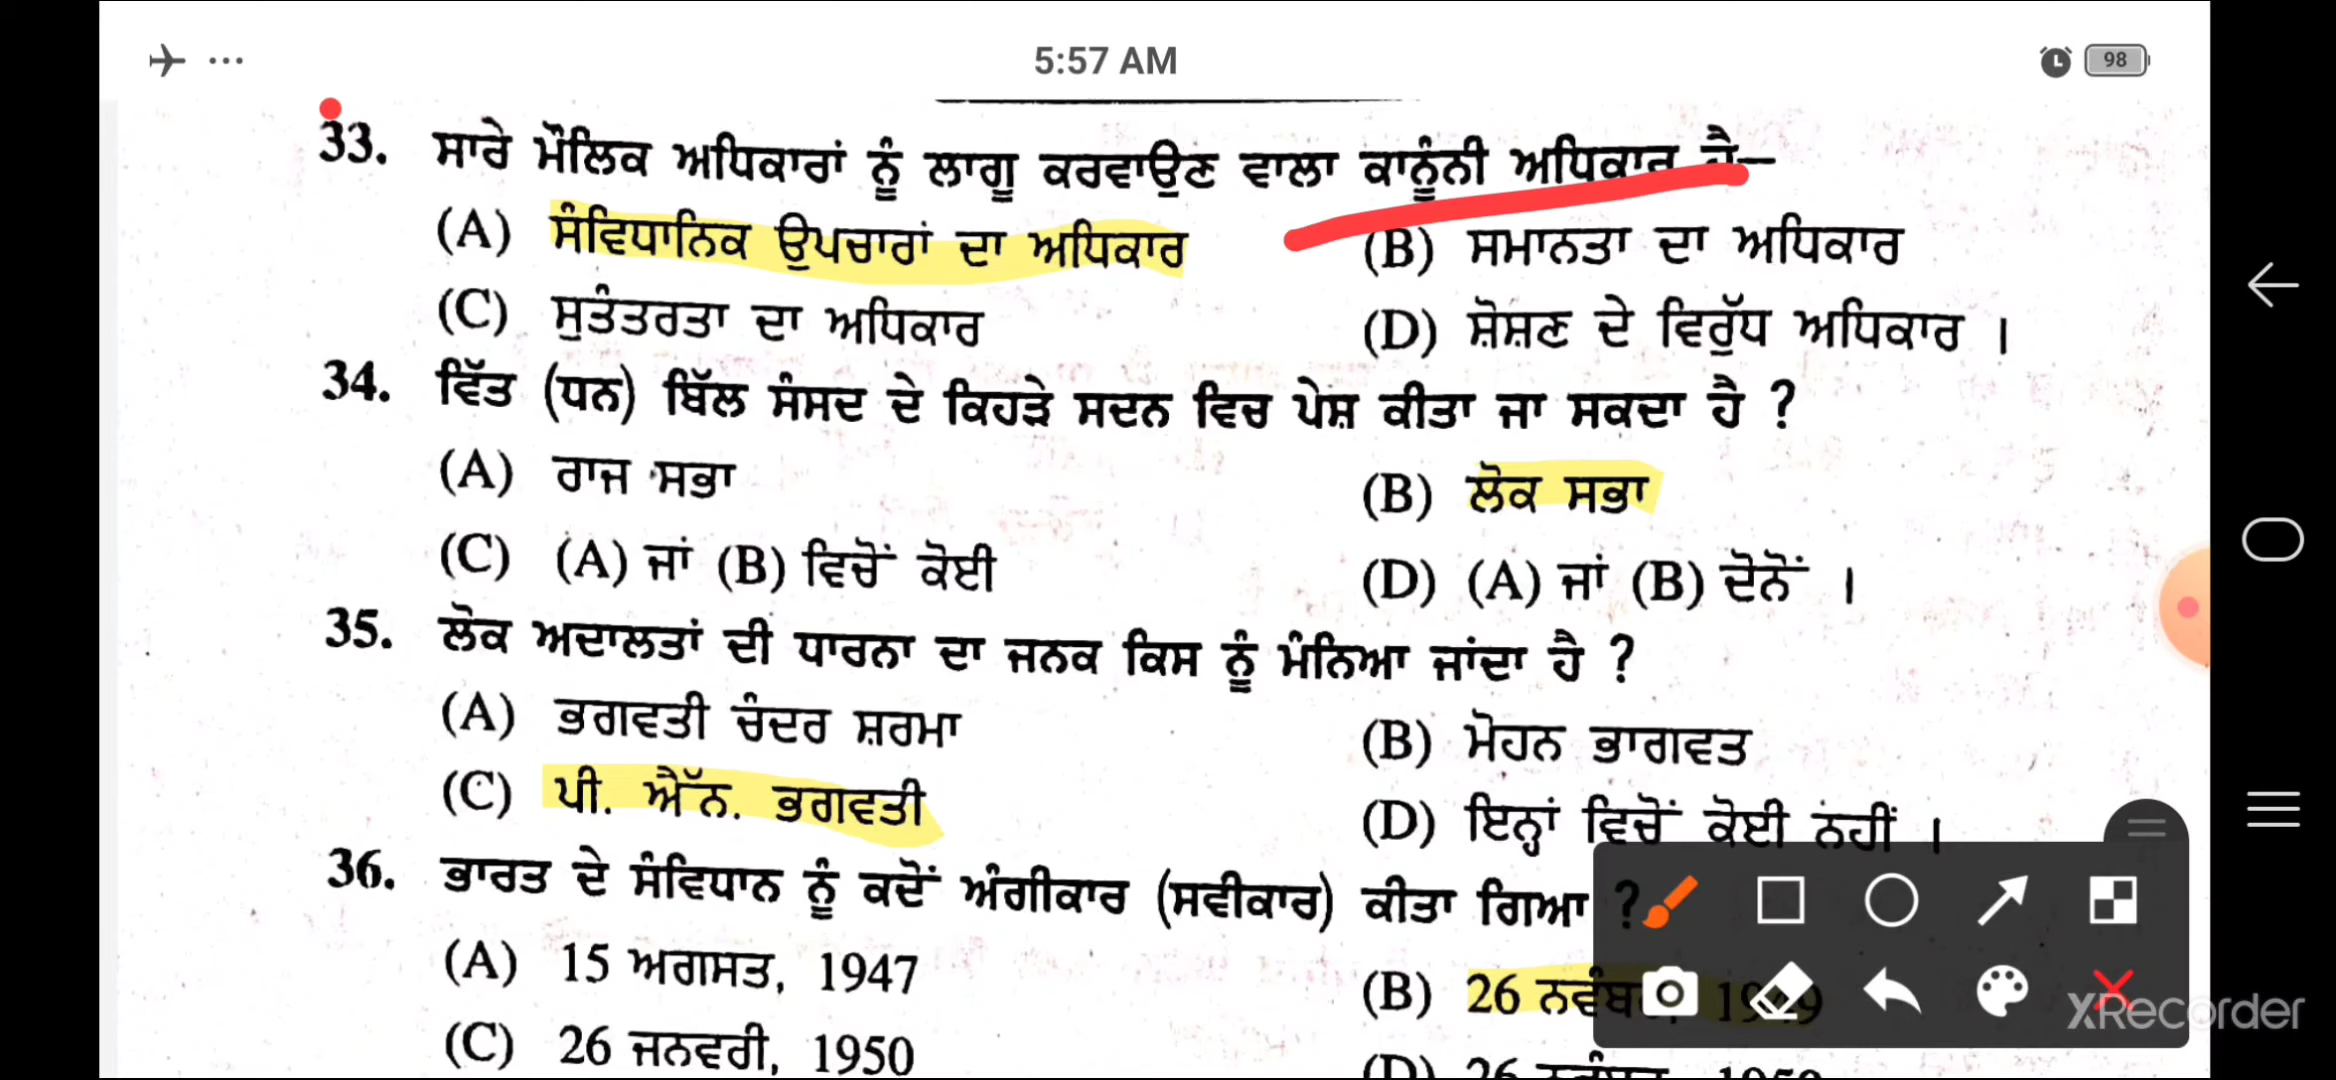 5:57 AM
98
33. ਸਾਰੇ ਮੌਲਿਕ ਅਧਿਕਾਰਾਂ ਨੂੰ ਲਾਗੂ ਕਰਵਾਉਣ ਵਾਲਾ ਕਾਨੂੰਨੀ ਅਧਿਕਾਰ ਹੈ–
(A) ਸੰਵਿਧਾਨਿਕ ਉਪਚਾਰਾਂ ਦਾ ਅਧਿਕਾਰ (B) ਸਮਾਨਤਾ ਦਾ ਅਧਿਕਾਰ
(C) ਸੁਤੰਤਰਤਾ ਦਾ ਅਧਿਕਾਰ (D) ਸ਼ੋਸ਼ਣ ਦੇ ਵਿਰੁੱਧ ਅਧਿਕਾਰ ।
34. ਵਿੱਤ (ਧਨ) ਬਿੱਲ ਸੰਸਦ ਦੇ ਕਿਹੜੇ ਸਦਨ ਵਿਚ ਪੇਸ਼ ਕੀਤਾ ਜਾ ਸਕਦਾ ਹੈ ?
(A) ਰਾਜ ਸਭਾ (B) ਲੋਕ ਸਭਾ
(C) (A) ਜਾਂ (B) ਵਿਚੋਂ ਕੋਈ (D) (A) ਜਾਂ (B) ਦੋਨੋਂ ।
35. ਲੋਕ ਅਦਾਲਤਾਂ ਦੀ ਧਾਰਨਾ ਦਾ ਜਨਕ ਕਿਸ ਨੂੰ ਮੰਨਿਆ ਜਾਂਦਾ ਹੈ ?
(A) ਭਗਵਤੀ ਚੰਦਰ ਸ਼ਰਮਾ (B) ਮੋਹਨ ਭਾਗਵਤ
(C) ਪੀ. ਐੱਨ. ਭਗਵਤੀ (D) ਇਨ੍ਹਾਂ ਵਿਚੋਂ ਕੋਈ ਨਹੀਂ ।
36. ਭਾਰਤ ਦੇ ਸੰਵਿਧਾਨ ਨੂੰ ਕਦੋਂ ਅੰਗੀਕਾਰ (ਸਵੀਕਾਰ) ਕੀਤਾ ਗਿਆ ?
(A) 15 ਅਗਸਤ, 1947 (B) 26 1949
(C) 26 ਜਨਵਰੀ, 1950 (D) 26
XRecorder